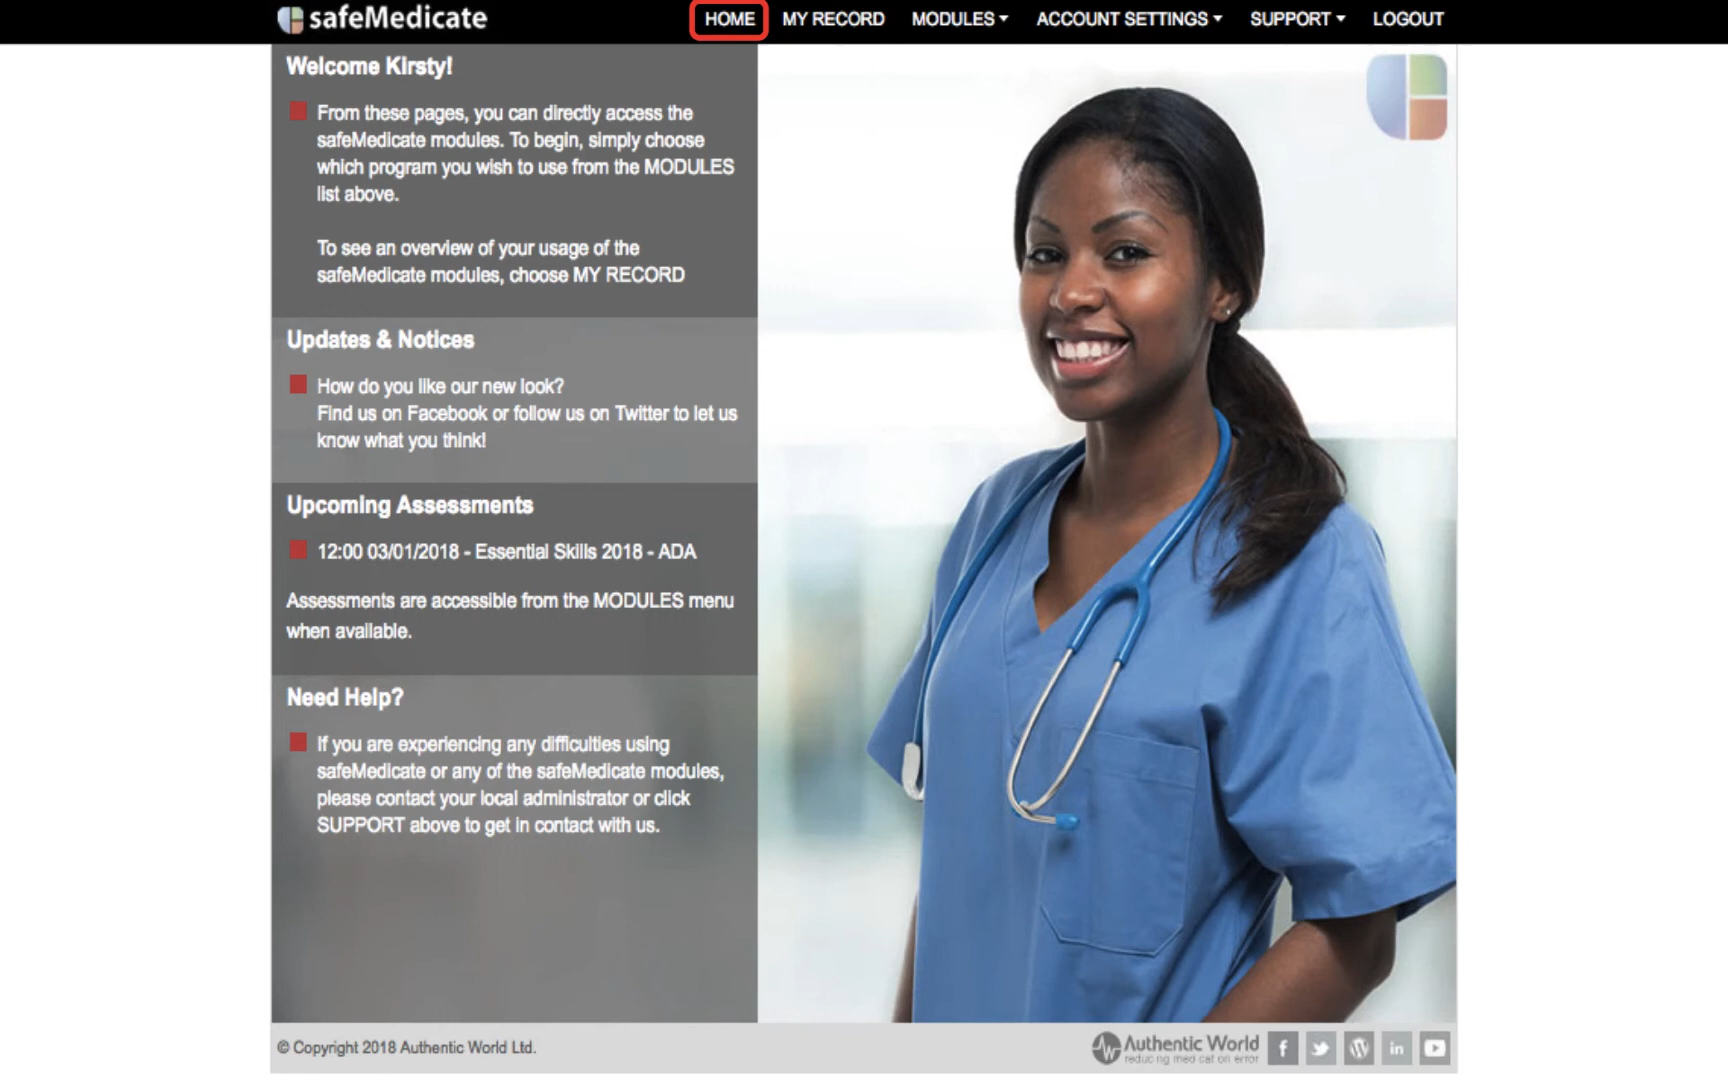 safeMedicate
HOME MY RECORD MODULES ACCOUNT SETTINGS SUPPORT LOGOUT
Welcome Kirsty!
From these pages, you can directly access the
safeMedicate modules. To begin, simply choose
which program you wish to use from the MODULES
list above.
To see an overview of your usage of the
safeMedicate modules, choose MY RECORD
Updates & Notices
How do you like our new look?
Find us on Facebook or follow us on Twitter to let us
know what you think!
Upcoming Assessments
12:00 03/01/2018 - Essential Skills 2018 - ADA
Assessments are accessible from the MODULES menu
when available.
Need Help?
If you are experiencing any difficulties using
safeMedicate or any of the safeMedicate modules,
please contact your local administrator or click
SUPPORT above to get in contact with us.
© Copyright 2018 Authentic World Ltd.
Authentic World
reducing medication error